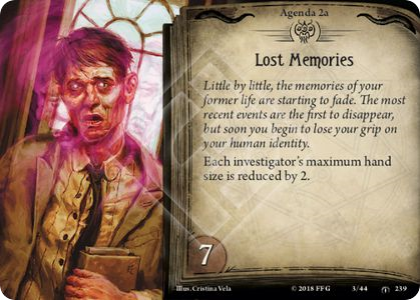 Agenda 2a
Lost Memories
Little by little, the memories of your
former life are starting to fade. The most
recent events are the first to disappear,
but soon you begin to lose your grip on
your human identity.
Each investigator's maximum hand
size is reduced by 2.
7
Illus. Cristina Vela
© 2018 FFG
3/44
239